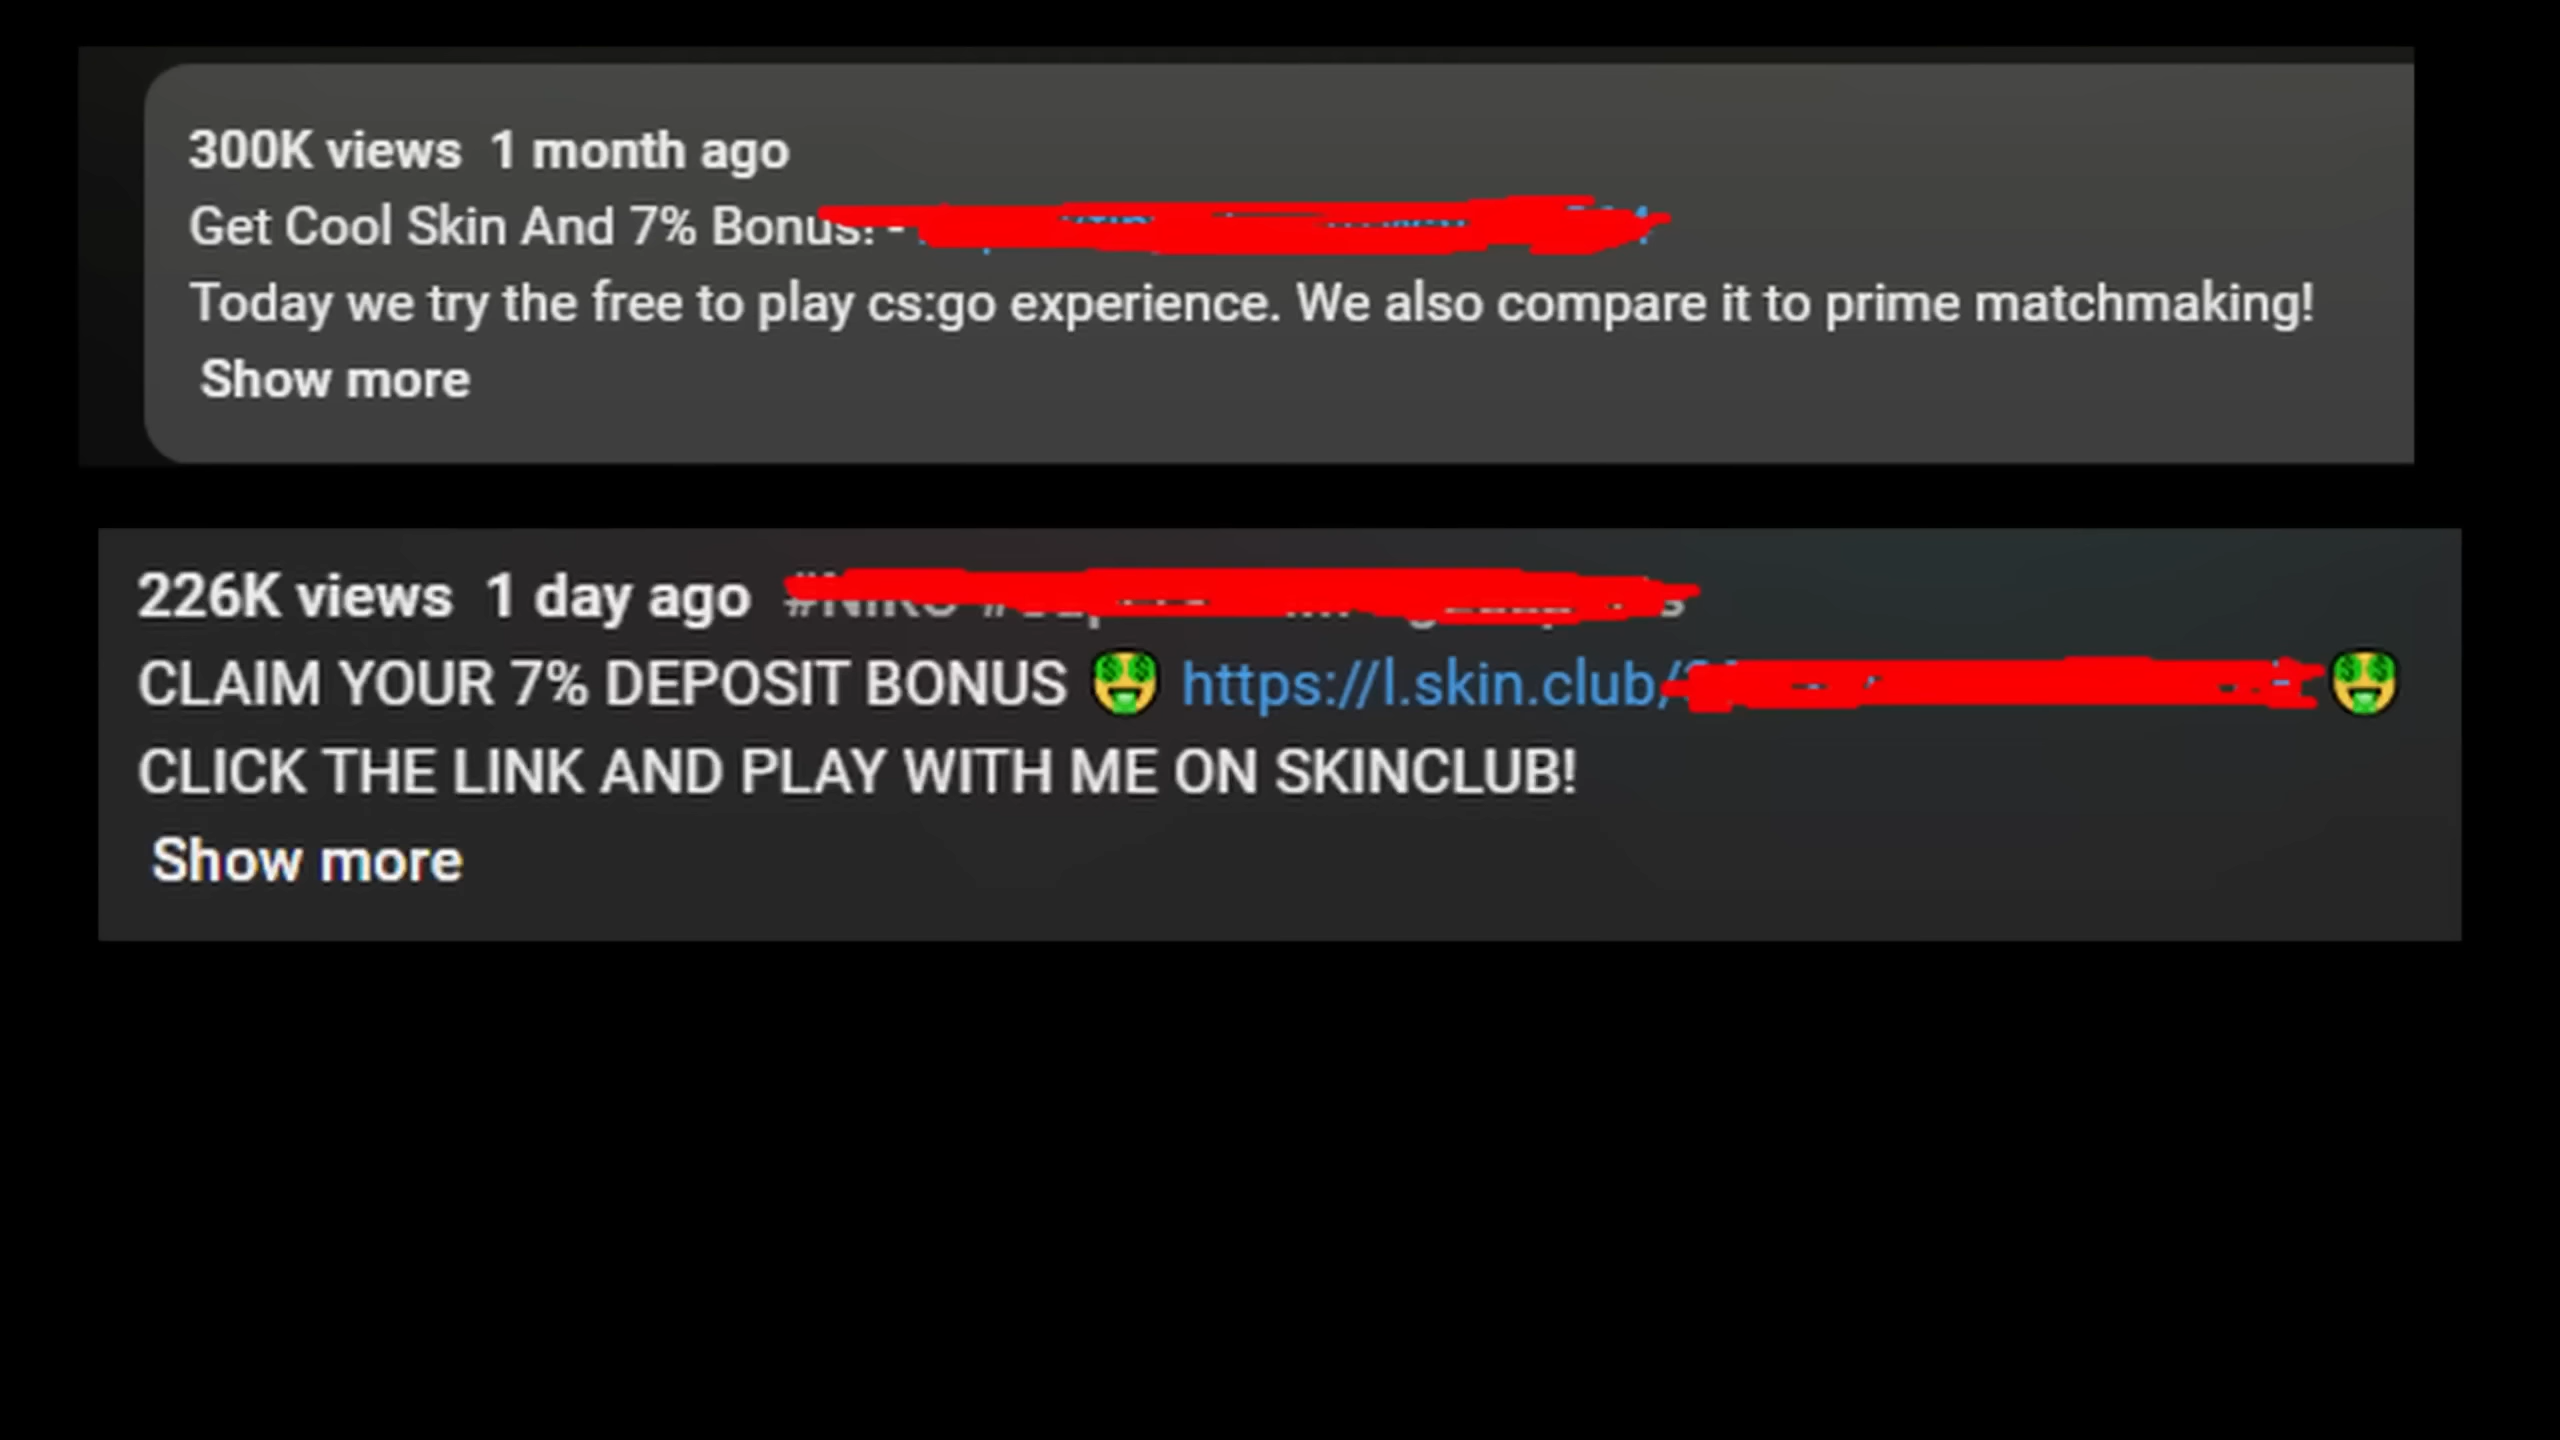 300K views 1 month ago
Get Cool Skin And 7% Bonus! -
Today we try the free to play cs:go experience. We also compare it to prime matchmaking!
Show more
226K views 1 day ago
CLAIM YOUR 7% DEPOSIT BONUS 🤑 https://l.skin.club/ 🤑
CLICK THE LINK AND PLAY WITH ME ON SKINCLUB!
Show more